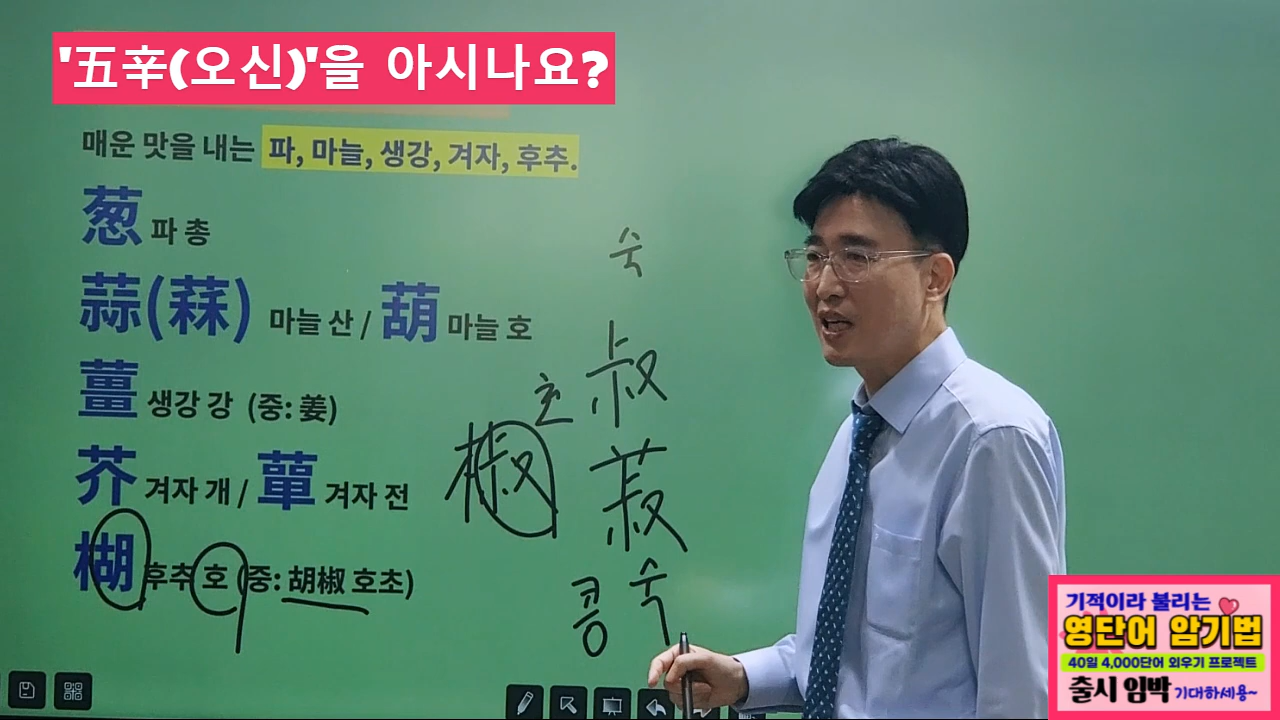 '五辛(오신)'을 아시나요?
매운 맛을 내는 파, 마늘, 생강, 겨자, 후추.
葱 파 총
蒜(菻) 마늘 산 / 葫 마늘 호
薑 생강 강 (중: 姜)
芥 겨자 개 / 蕇 겨자 전
楜 후추 호 (중: 胡椒 호초)
숙
叔
초
椒
菽
콩 숙
기적이라 불리는
영단어 암기법
40일 4,000단어 외우기 프로젝트
출시 임박 기대하세용~